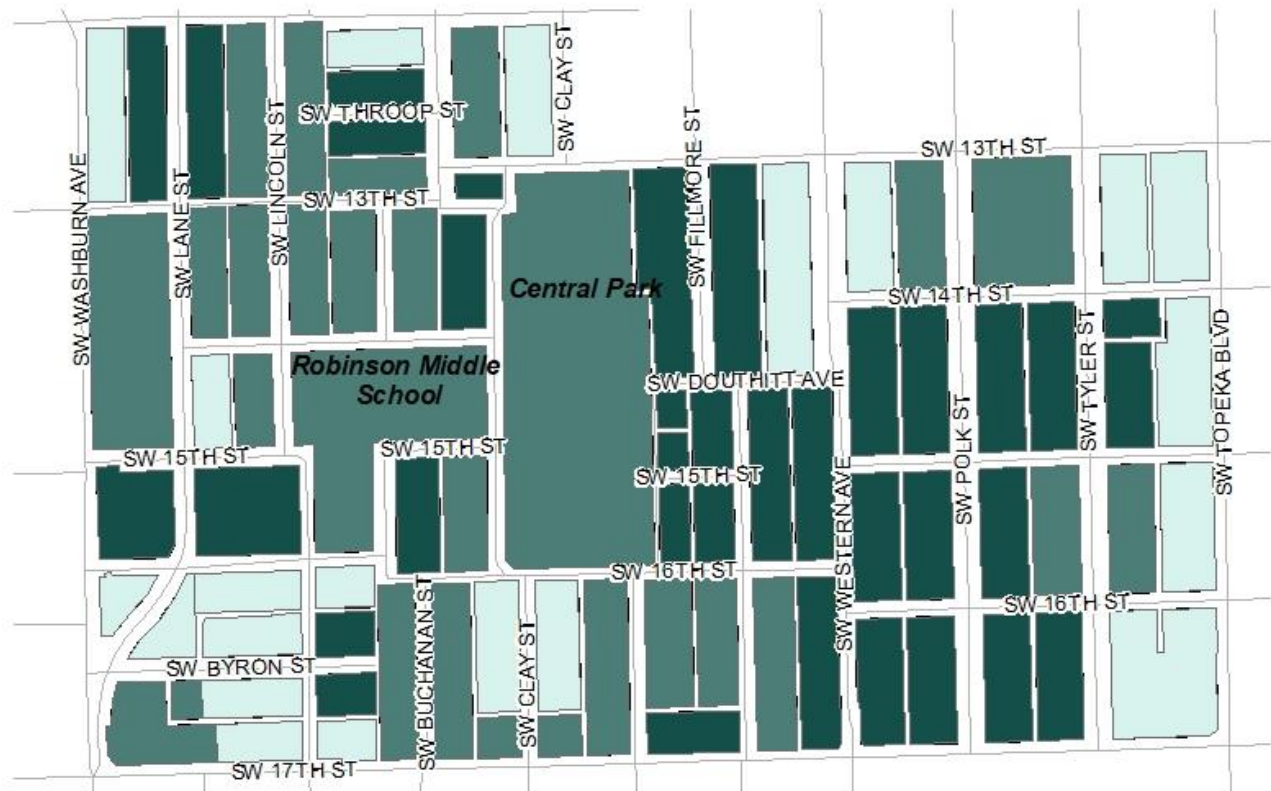 SW CLAY ST
SW THROOP ST
SW LINCOLN ST
SW FILLMORE ST
SW 13TH ST
SW WASHBURN AVE
SW LANE ST
SW 13TH ST
Central Park
SW 14TH ST
SW TYLER ST
SW TOPEKA BLVD
Robinson Middle
School
SW DOUTHITT AVE
SW POLK ST
SW 15TH ST
SW 15TH ST
SW 15TH ST
SW WESTERN AVE
SW 16TH ST
SW 16TH ST
SW BUCHANAN ST
SW CLAY ST
SW BYRON ST
SW 17TH ST